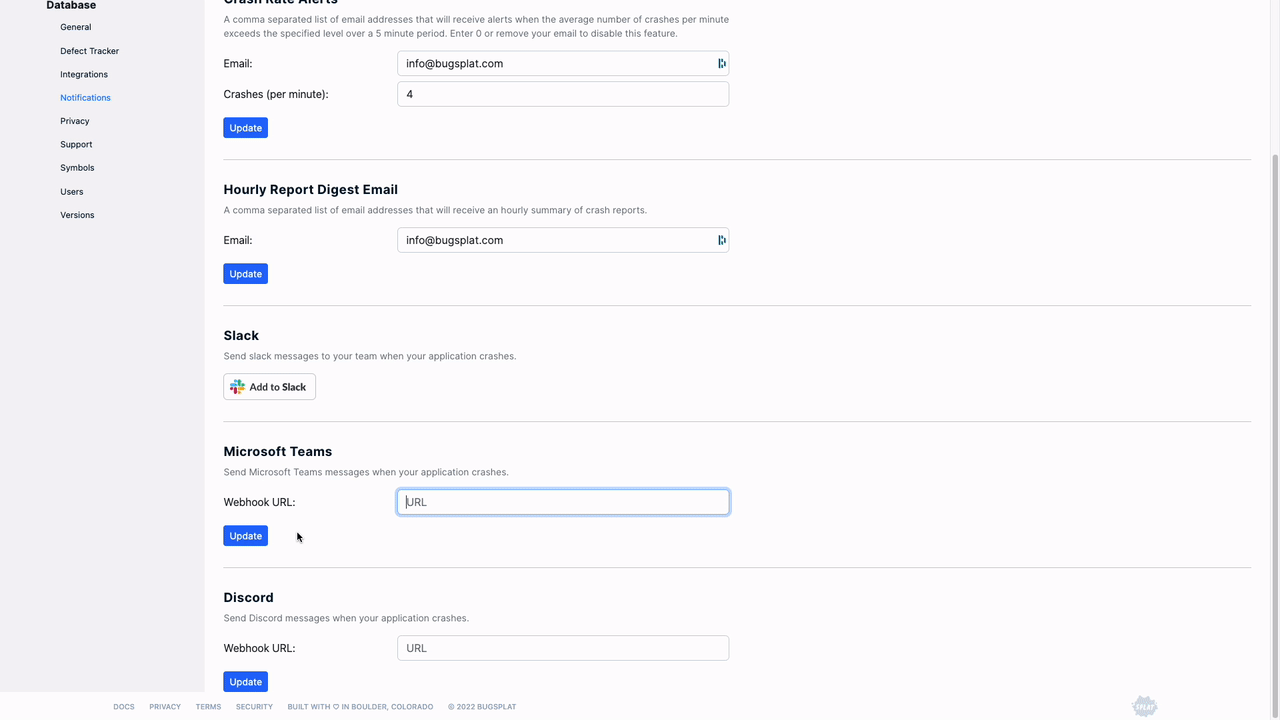 Database
General
Defect Tracker
Integrations
Notifications
Privacy
Support
Symbols
Users
Versions
Crash Rate Alerts
A comma separated list of email addresses that will receive alerts when the average number of crashes per minute
exceeds the specified level over a 5 minute period. Enter 0 or remove your email to disable this feature.
Email: info@bugsplat.com
Crashes (per minute): 4
Update
Hourly Report Digest Email
A comma separated list of email addresses that will receive an hourly summary of crash reports.
Email: info@bugsplat.com
Update
Slack
Send slack messages to your team when your application crashes.
Add to Slack
Microsoft Teams
Send Microsoft Teams messages when your application crashes.
Webhook URL: URL
Update
Discord
Send Discord messages when your application crashes.
Webhook URL: URL
Update
DOCS PRIVACY TERMS SECURITY BUILT WITH ♡ IN BOULDER, COLORADO © 2022 BUGSPLAT
SPLAT